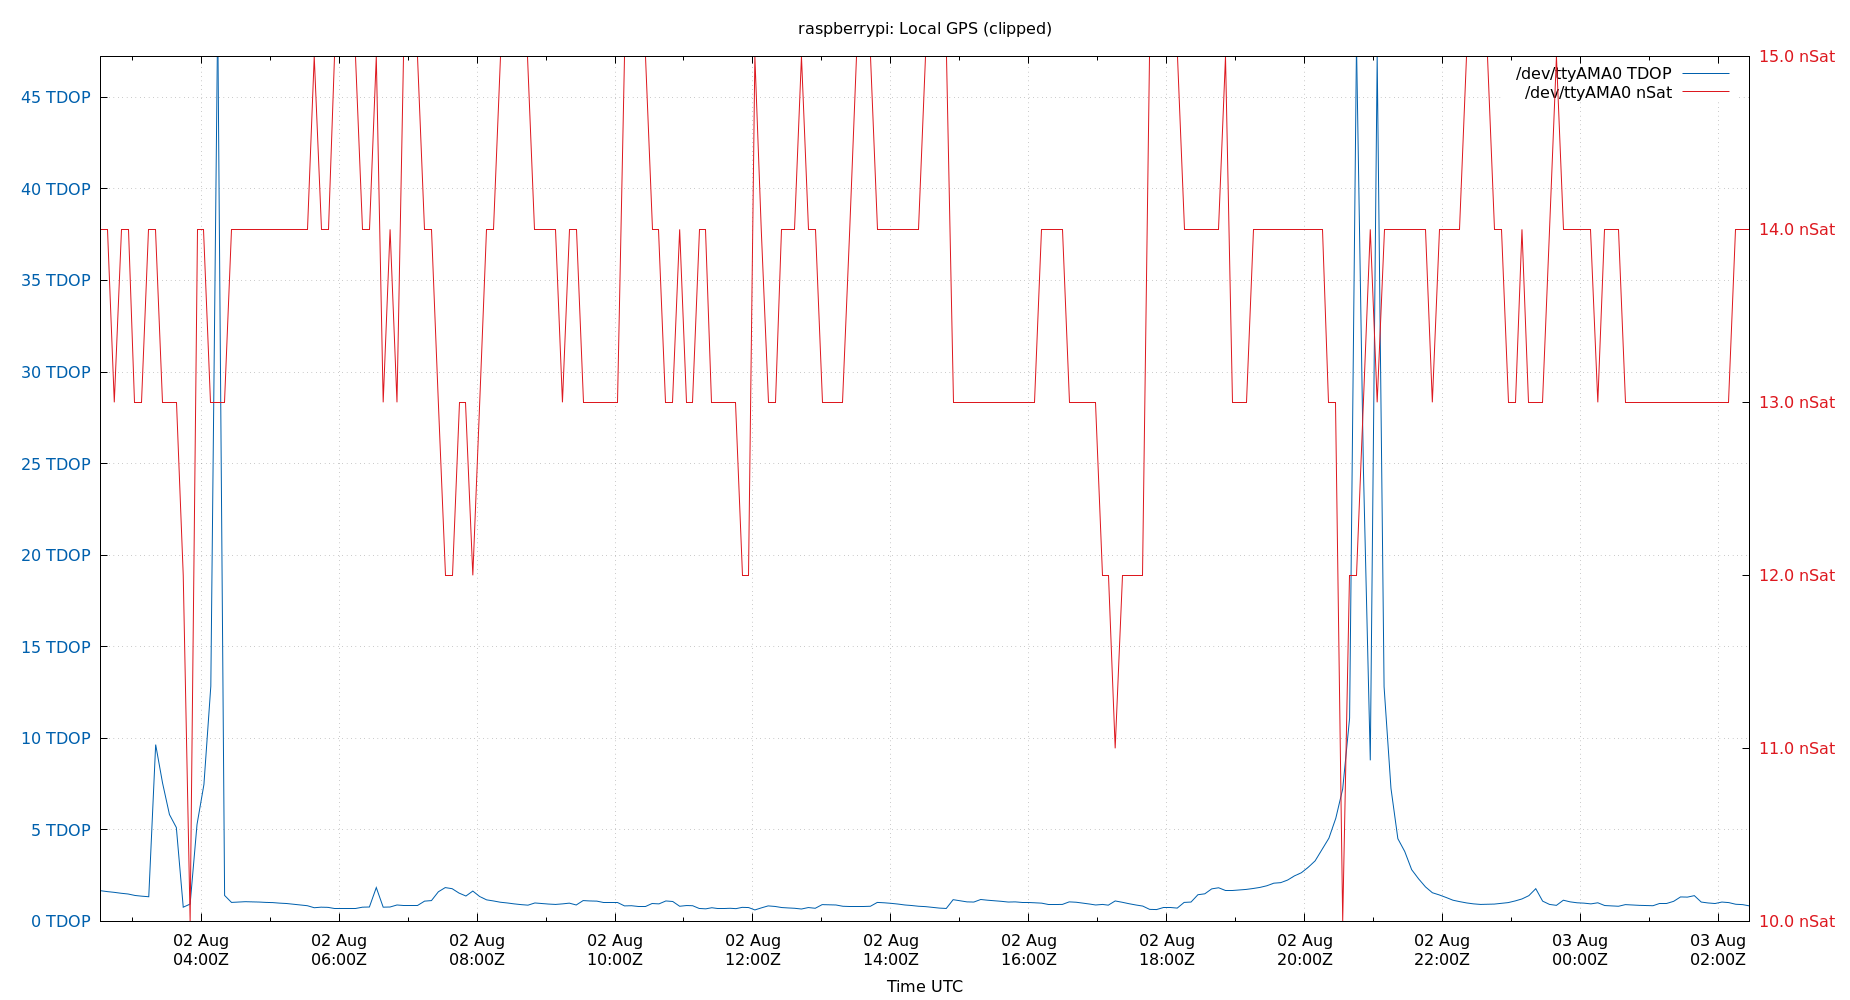 raspberrypi: Local GPS (clipped)
/dev/ttyAMA0 TDOP
/dev/ttyAMA0 nSat
45 TDOP
40 TDOP
35 TDOP
30 TDOP
25 TDOP
20 TDOP
15 TDOP
10 TDOP
5 TDOP
0 TDOP
15.0 nSat
14.0 nSat
13.0 nSat
12.0 nSat
11.0 nSat
10.0 nSat
02 Aug
04:00Z
02 Aug
06:00Z
02 Aug
08:00Z
02 Aug
10:00Z
02 Aug
12:00Z
02 Aug
14:00Z
02 Aug
16:00Z
02 Aug
18:00Z
02 Aug
20:00Z
02 Aug
22:00Z
03 Aug
00:00Z
03 Aug
02:00Z
Time UTC